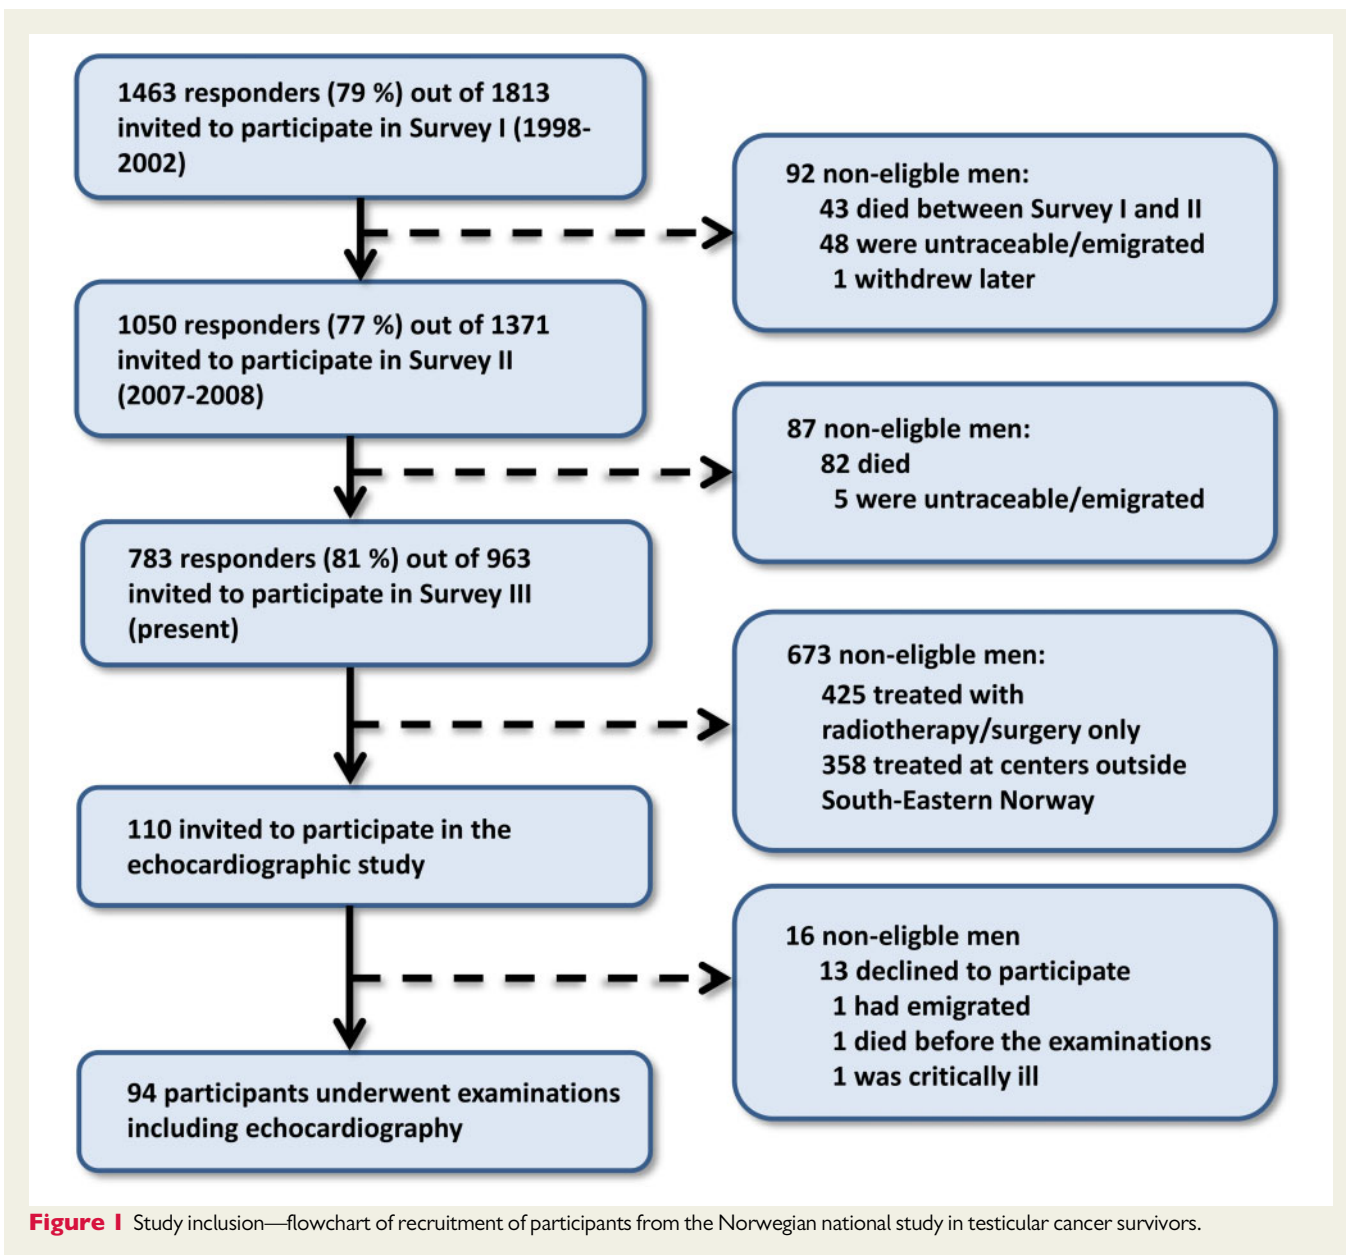 1463 responders (79 %) out of 1813
invited to participate in Survey I (1998-
2002)
92 non-eligble men:
43 died between Survey I and II
48 were untraceable/emigrated
1 withdrew later
1050 responders (77 %) out of 1371
invited to participate in Survey II
(2007-2008)
87 non-eligble men:
82 died
5 were untraceable/emigrated
783 responders (81 %) out of 963
invited to participate in Survey III
(present)
673 non-eligble men:
425 treated with
radiotherapy/surgery only
358 treated at centers outside
South-Eastern Norway
110 invited to participate in the
echocardiographic study
16 non-eligble men
13 declined to participate
1 had emigrated
1 died before the examinations
1 was critically ill
94 participants underwent examinations
including echocardiography
Figure 1 Study inclusion—flowchart of recruitment of participants from the Norwegian national study in testicular cancer survivors.